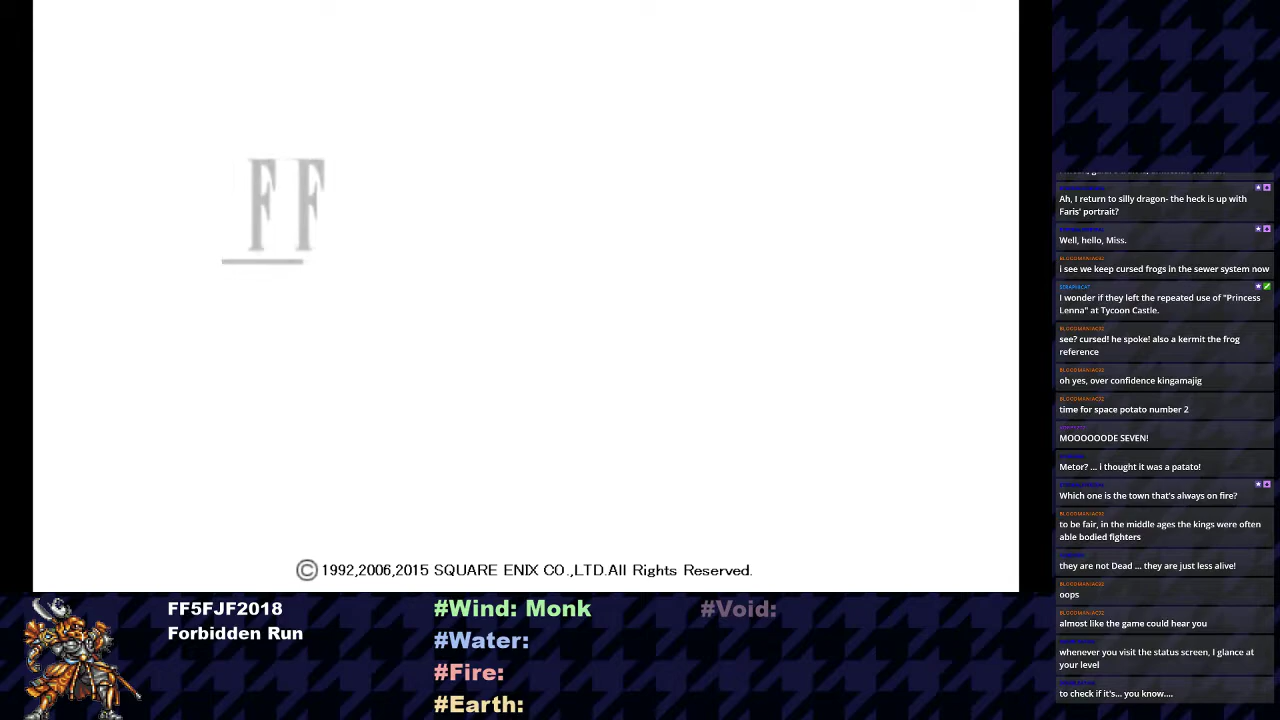 FF
©1992,2006,2015 SQUARE ENIX CO.,LTD.All Rights Reserved.
FF5FJF2018
Forbidden Run
#Wind: Monk
#Water:
#Fire:
#Earth:
#Void:
Ah, I return to silly dragon- the heck is up with
Faris' portrait?
Well, hello, Miss.
BLOODMANIAC02
i see we keep cursed frogs in the sewer system now
I wonder if they left the repeated use of "Princess
Lenna" at Tycoon Castle.
BLOODMANIAC02
see? cursed! he spoke! also a kermit the frog
reference
BLOODMANIAC02
oh yes, over confidence kingamajig
BLOODMANIAC02
time for space potato number 2
MOOOOOODE SEVEN!
Metor? ... i thought it was a patato!
Which one is the town that's always on fire?
BLOODMANIAC02
to be fair, in the middle ages the kings were often
able bodied fighters
they are not Dead ... they are just less alive!
BLOODMANIAC02
oops
BLOODMANIAC02
almost like the game could hear you
whenever you visit the status screen, I glance at
your level
to check if it's... you know....